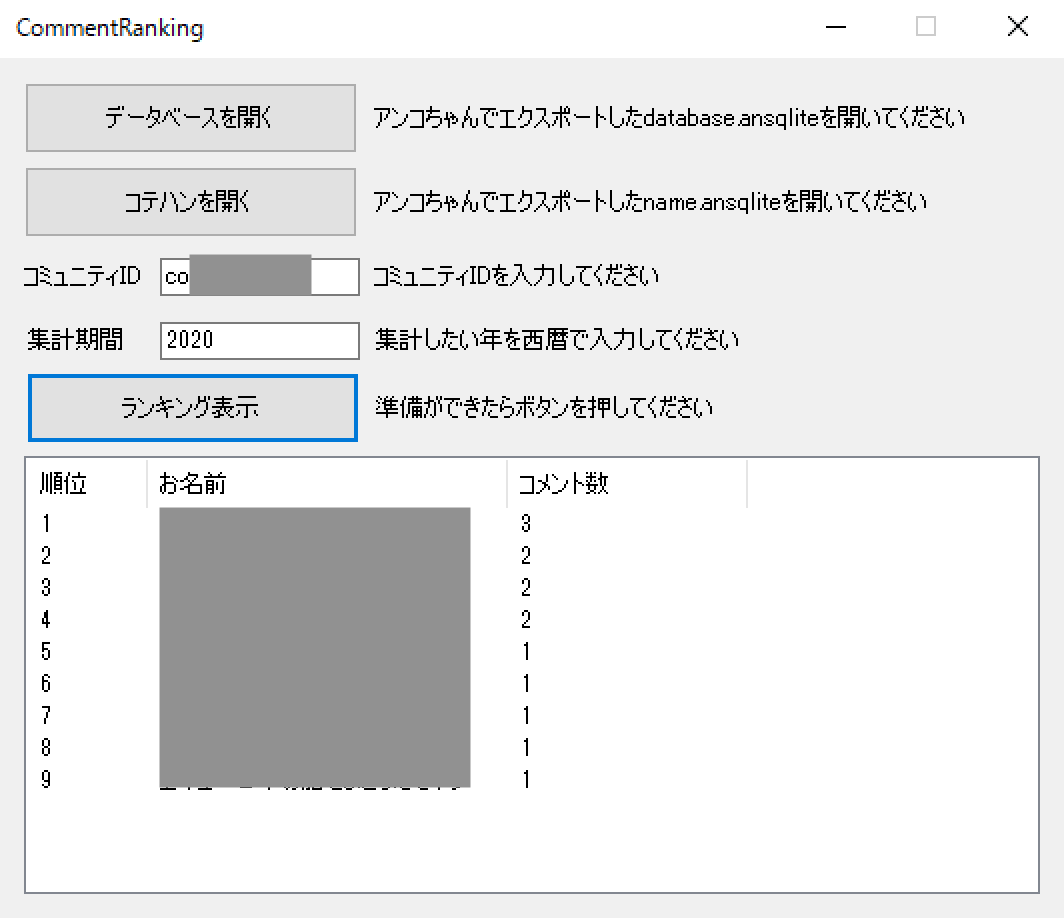 CommentRanking
データベースを開く アンコちゃんでエクスポートしたdatabase.ansqliteを開いてください
コテハンを開く アンコちゃんでエクスポートしたname.ansqliteを開いてください
コミュニティID co コミュニティIDを入力してください
集計期間 2020 集計したい年を西暦で入力してください
ランキング表示 準備ができたらボタンを押してください
順位 お名前 コメント数
1 3
2 2
3 2
4 2
5 1
6 1
7 1
8 1
9 1